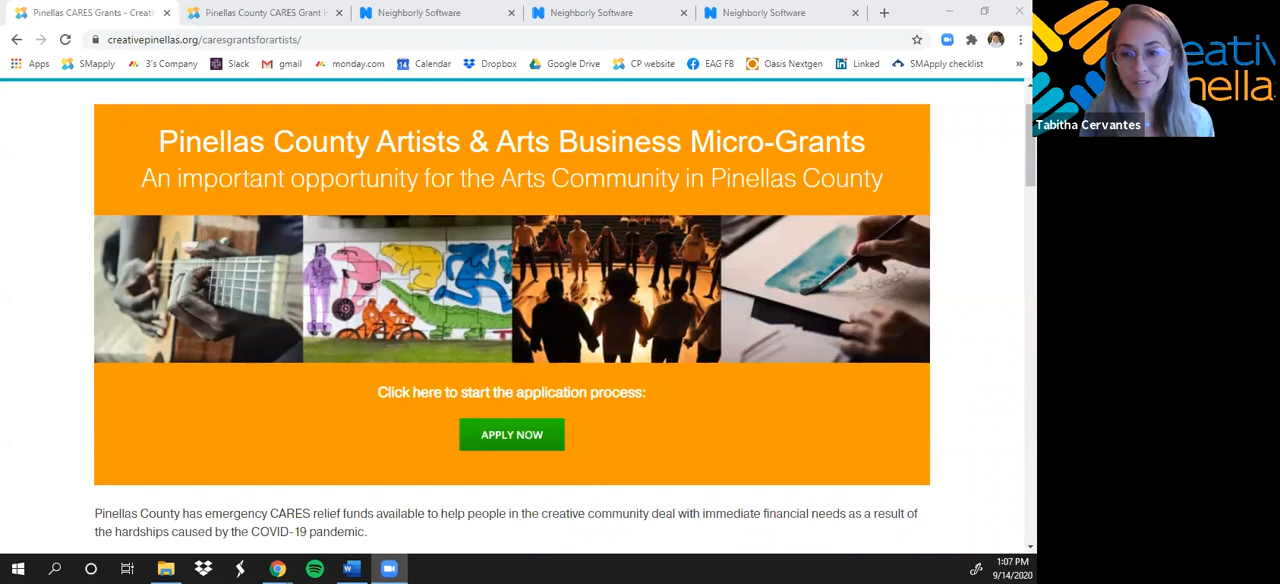 Pinellas CARES Grants - Creati
Pinellas County CARES Grant H
Neighborly Software
Neighborly Software
Neighborly Software
creativepinellas.org/caresgrantsforartists/
Apps
SMapply
3's Company
Slack
gmail
monday.com
Calendar
Dropbox
Google Drive
CP website
EAG FB
Oasis Nextgen
Linked
SMApply checklist
»
Pinellas County Artists & Arts Business Micro-Grants
An important opportunity for the Arts Community in Pinellas County
Click here to start the application process:
APPLY NOW
Pinellas County has emergency CARES relief funds available to help people in the creative community deal with immediate financial needs as a result of
the hardships caused by the COVID-19 pandemic.
eativ
nella
Tabitha Cervantes
1:07 PM
9/14/2020